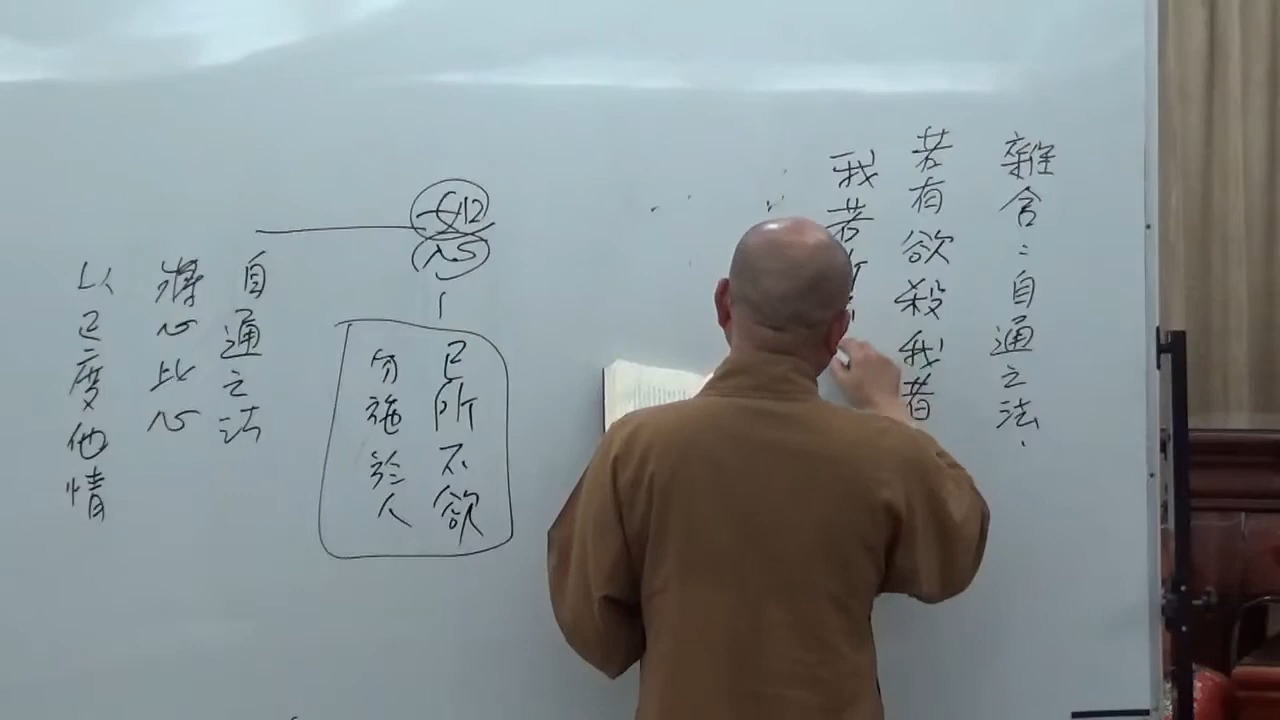 雜含：自通之法、
若有欲殺我者
我若所
己所不欲
勿施於人
自通之法
將心比心
以己度他情